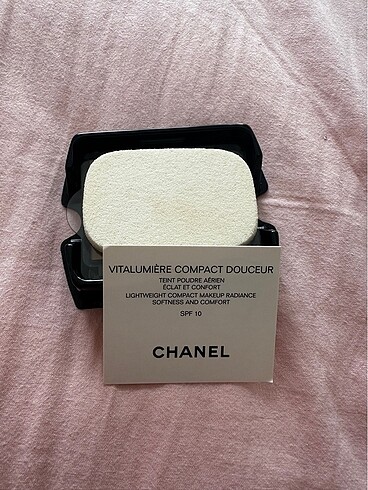 VITALUMIÈRE COMPACT DOUCEUR
TEINT POUDRE AÉRIEN
ÉCLAT ET CONFORT
LIGHTWEIGHT COMPACT MAKEUP RADIANCE
SOFTNESS AND COMFORT
SPF 10
CHANEL